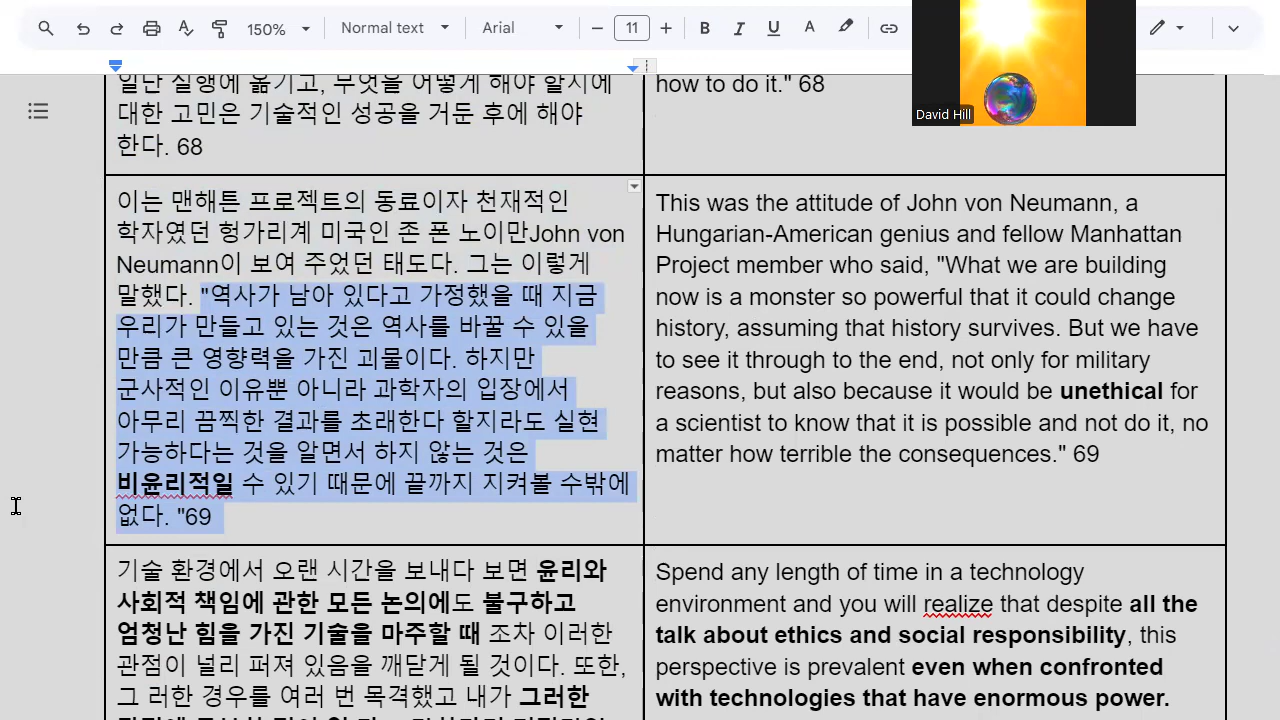 150%
Normal text
Arial
11
B
I
U
A
David Hill
일단 실행에 옮기고, 무엇을 어떻게 해야 할지에
대한 고민은 기술적인 성공을 거둔 후에 해야
한다. 68
how to do it." 68
이는 맨해튼 프로젝트의 동료이자 천재적인
학자였던 헝가리계 미국인 존 폰 노이만John von
Neumann이 보여 주었던 태도다. 그는 이렇게
말했다. "역사가 남아 있다고 가정했을 때 지금
우리가 만들고 있는 것은 역사를 바꿀 수 있을
만큼 큰 영향력을 가진 괴물이다. 하지만
군사적인 이유뿐 아니라 과학자의 입장에서
아무리 끔찍한 결과를 초래한다 할지라도 실현
가능하다는 것을 알면서 하지 않는 것은
비윤리적일 수 있기 때문에 끝까지 지켜볼 수밖에
없다. "69
This was the attitude of John von Neumann, a
Hungarian-American genius and fellow Manhattan
Project member who said, "What we are building
now is a monster so powerful that it could change
history, assuming that history survives. But we have
to see it through to the end, not only for military
reasons, but also because it would be unethical for
a scientist to know that it is possible and not do it, no
matter how terrible the consequences." 69
기술 환경에서 오랜 시간을 보내다 보면 윤리와
사회적 책임에 관한 모든 논의에도 불구하고
엄청난 힘을 가진 기술을 마주할 때 조차 이러한
관점이 널리 퍼져 있음을 깨닫게 될 것이다. 또한,
그 러한 경우를 여러 번 목격했고 내가 그러한
Spend any length of time in a technology
environment and you will realize that despite all the
talk about ethics and social responsibility, this
perspective is prevalent even when confronted
with technologies that have enormous power.